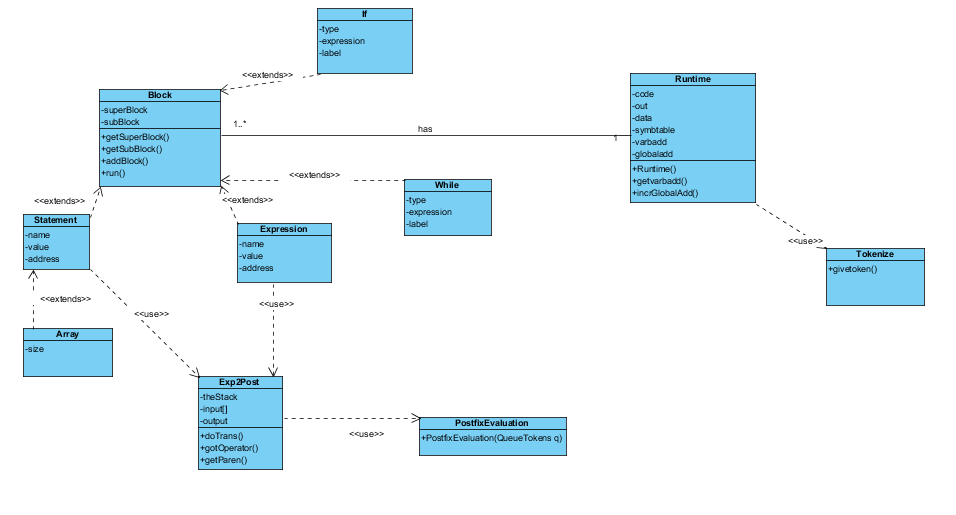 If
-type
-expression
-label
<<extends>>
Block
-superBlock
-subBlock
+getSuperBlock()
+getSubBlock()
+addBlock()
+run()
1..*
has
1
Runtime
-code
-out
-data
-symbtable
-varbadd
-globaladd
+Runtime()
+getvarbadd()
+incrGlobalAdd()
<<extends>>
While
-type
-expression
-label
<<extends>>
<<extends>>
Statement
-name
-value
-address
Expression
-name
-value
-address
<<use>>
Tokenize
+givetoken()
<<extends>>
<<use>>
<<use>>
Array
-size
Exp2Post
-theStack
-input[]
-output
+doTrans()
+gotOperator()
+getParen()
<<use>>
PostfixEvaluation
+PostfixEvaluation(QueueTokens q)